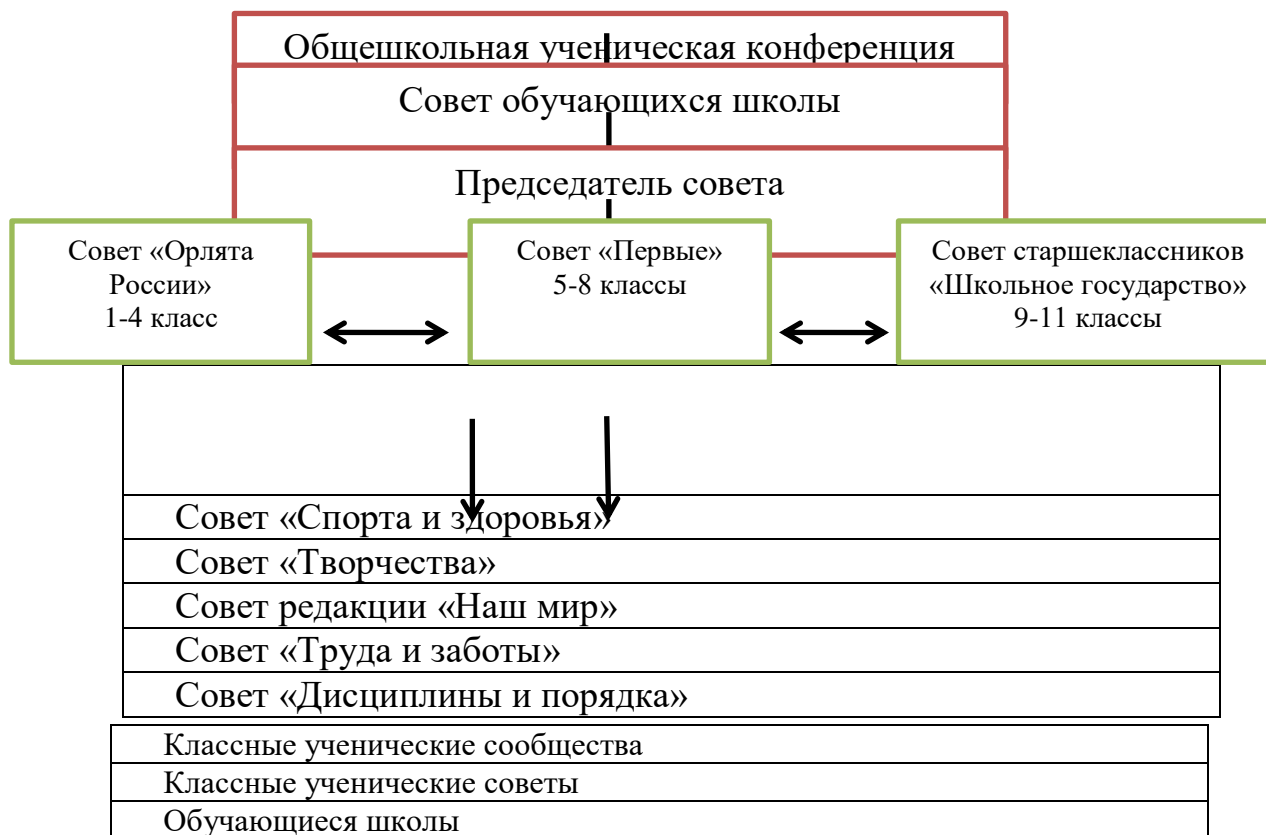 Общешкольная ученическая конференция
Совет обучающихся школы
Председатель совета
Совет «Орлята
России»
1-4 класс
Совет «Первые»
5-8 классы
Совет старшеклассников
«Школьное государство»
9-11 классы
Совет «Спорта и здоровья»
Совет «Творчества»
Совет редакции «Наш мир»
Совет «Труда и заботы»
Совет «Дисциплины и порядка»
Классные ученические сообщества
Классные ученические советы
Обучающиеся школы